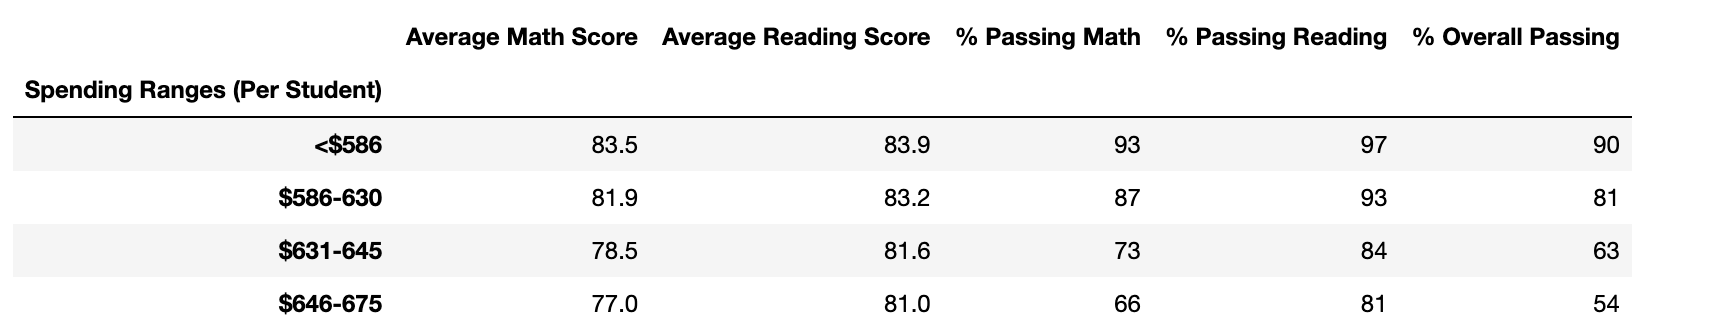 Average Math Score Average Reading Score % Passing Math % Passing Reading % Overall Passing
Spending Ranges (Per Student)
<$586 83.5 83.9 93 97 90
$586-630 81.9 83.2 87 93 81
$631-645 78.5 81.6 73 84 63
$646-675 77.0 81.0 66 81 54